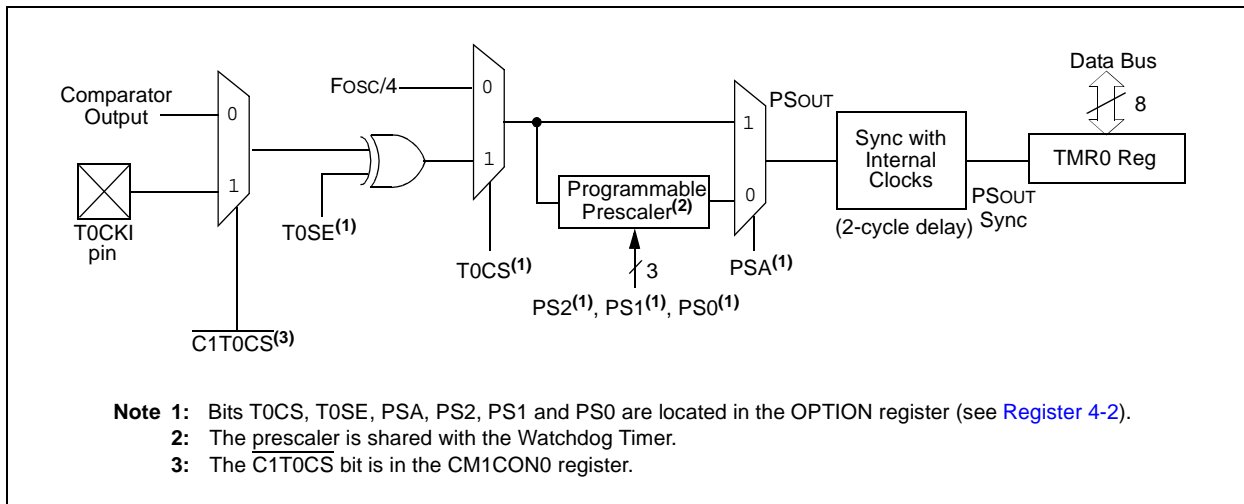 Data Bus
8
Fosc/4
0
1
Comparator
Output
0
1
T0CKI
pin
T0SE(1)
T0CS(1)
C1T0CS(3)
Programmable
Prescaler(2)
3
PS2(1), PS1(1), PS0(1)
PSOUT
1
0
PSA(1)
Sync with
Internal
Clocks
(2-cycle delay)
PSOUT
Sync
TMR0 Reg
Note 1: Bits T0CS, T0SE, PSA, PS2, PS1 and PS0 are located in the OPTION register (see Register 4-2).
2: The prescaler is shared with the Watchdog Timer.
3: The C1T0CS bit is in the CM1CON0 register.